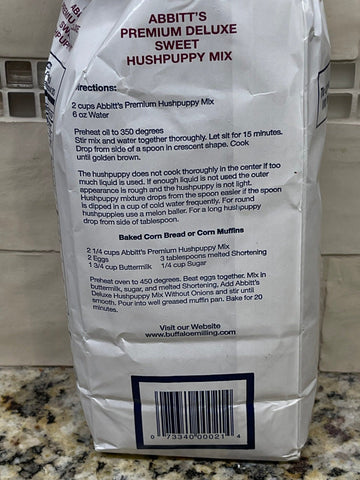 ABBITT'S
PREMIUM DELUXE
SWEET
HUSHPUPPY MIX
irections:
2 cups Abbitt's Premium Hushpuppy Mix
6 oz Water
Preheat oil to 350 degrees
Stir mix and water together thoroughly. Let sit for 15 minutes.
Drop from side of a spoon in crescent shape. Cook
until golden brown.
The hushpuppy does not cook thoroughly in the center if too
much liquid is used. If enough liquid is not used the outer
appearance is rough and the hushpuppy is not light.
Hushpuppy mixture drops from the spoon easier if the spoon
is dipped in a cup of cold water frequently. For round
hushpuppies use a melon baller. For a long hushpuppy
drop from side of tablespoon.
Baked Corn Bread or Corn Muffins
2 1/4 cups Abbitt's Premium Hushpuppy Mix
2 Eggs 3 tablespoons melted Shortening
1 3/4 cup Buttermilk 1/4 cup Sugar
Preheat oven to 450 degrees. Beat eggs together. Mix in
buttermilk, sugar, and melted Shortening. Add Abbitt's
Deluxe Hushpuppy Mix Without Onions and stir until
smooth. Pour into well greased muffin pan. Bake for 20
minutes.
Visit our Website
www.buffaloemilling.com
0 73340 00021 4